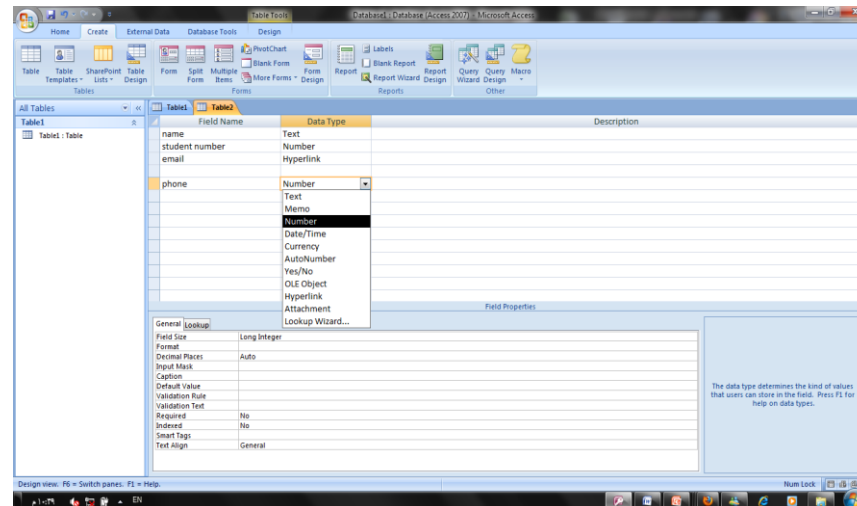 Table Tools
Database1 : Database (Access 2007) - Microsoft Access
Home Create External Data Database Tools Design
PivotChart Labels
Blank Form Blank Report
More Forms Report Wizard
Table Table Templates SharePoint Lists Table Design Form Split Form Multiple Items Form Design Report Report Design Query Wizard Query Design Macro
Tables Forms Reports Other
All Tables Table1 Table2
Table1 Field Name Data Type Description
Table1 : Table name Text
student number Number
email Hyperlink
phone Number
Text
Memo
Number
Date/Time
Currency
AutoNumber
Yes/No
OLE Object
Hyperlink
Attachment
Lookup Wizard...
Field Properties
General Lookup
Field Size Long Integer
Format
Decimal Places Auto
Input Mask
Caption
Default Value
Validation Rule
Validation Text
Required No
Indexed No
Smart Tags
Text Align General
The data type determines the kind of values
that users can store in the field. Press F1 for
help on data types.
Design view. F6 = Switch panes. F1 = Help. Num Lock
EN